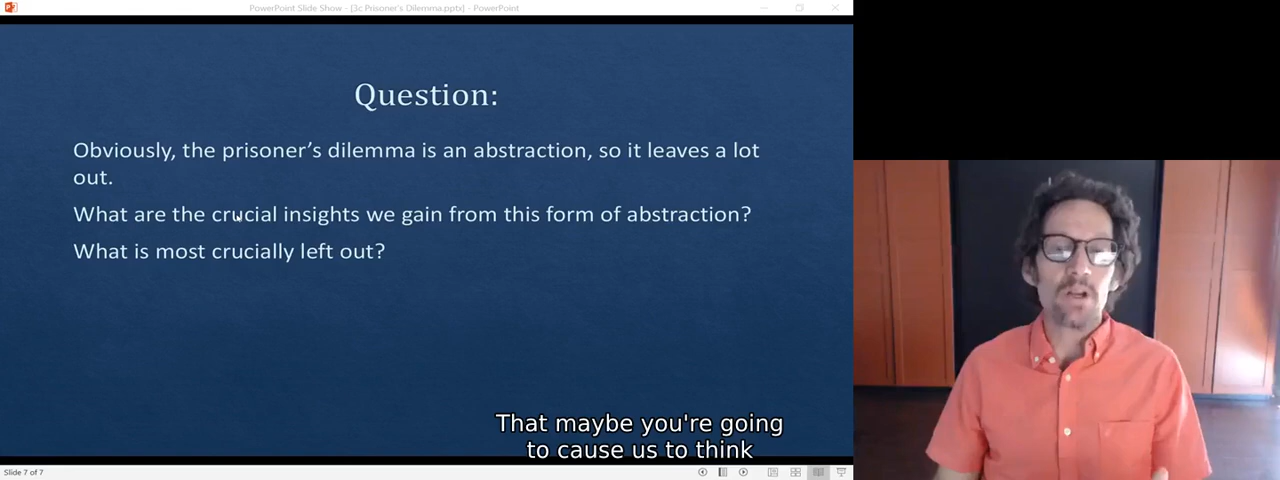 PowerPoint Slide Show - [3c Prisoner's Dilemma.pptx] - PowerPoint
Question:
Obviously, the prisoner’s dilemma is an abstraction, so it leaves a lot
out.
What are the crucial insights we gain from this form of abstraction?
What is most crucially left out?
That maybe you're going
to cause us to think
Slide 7 of 7